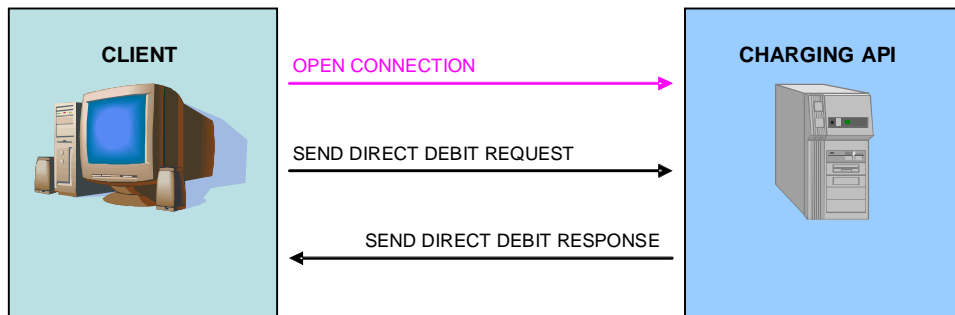 CLIENT
OPEN CONNECTION
CHARGING API
SEND DIRECT DEBIT REQUEST
SEND DIRECT DEBIT RESPONSE